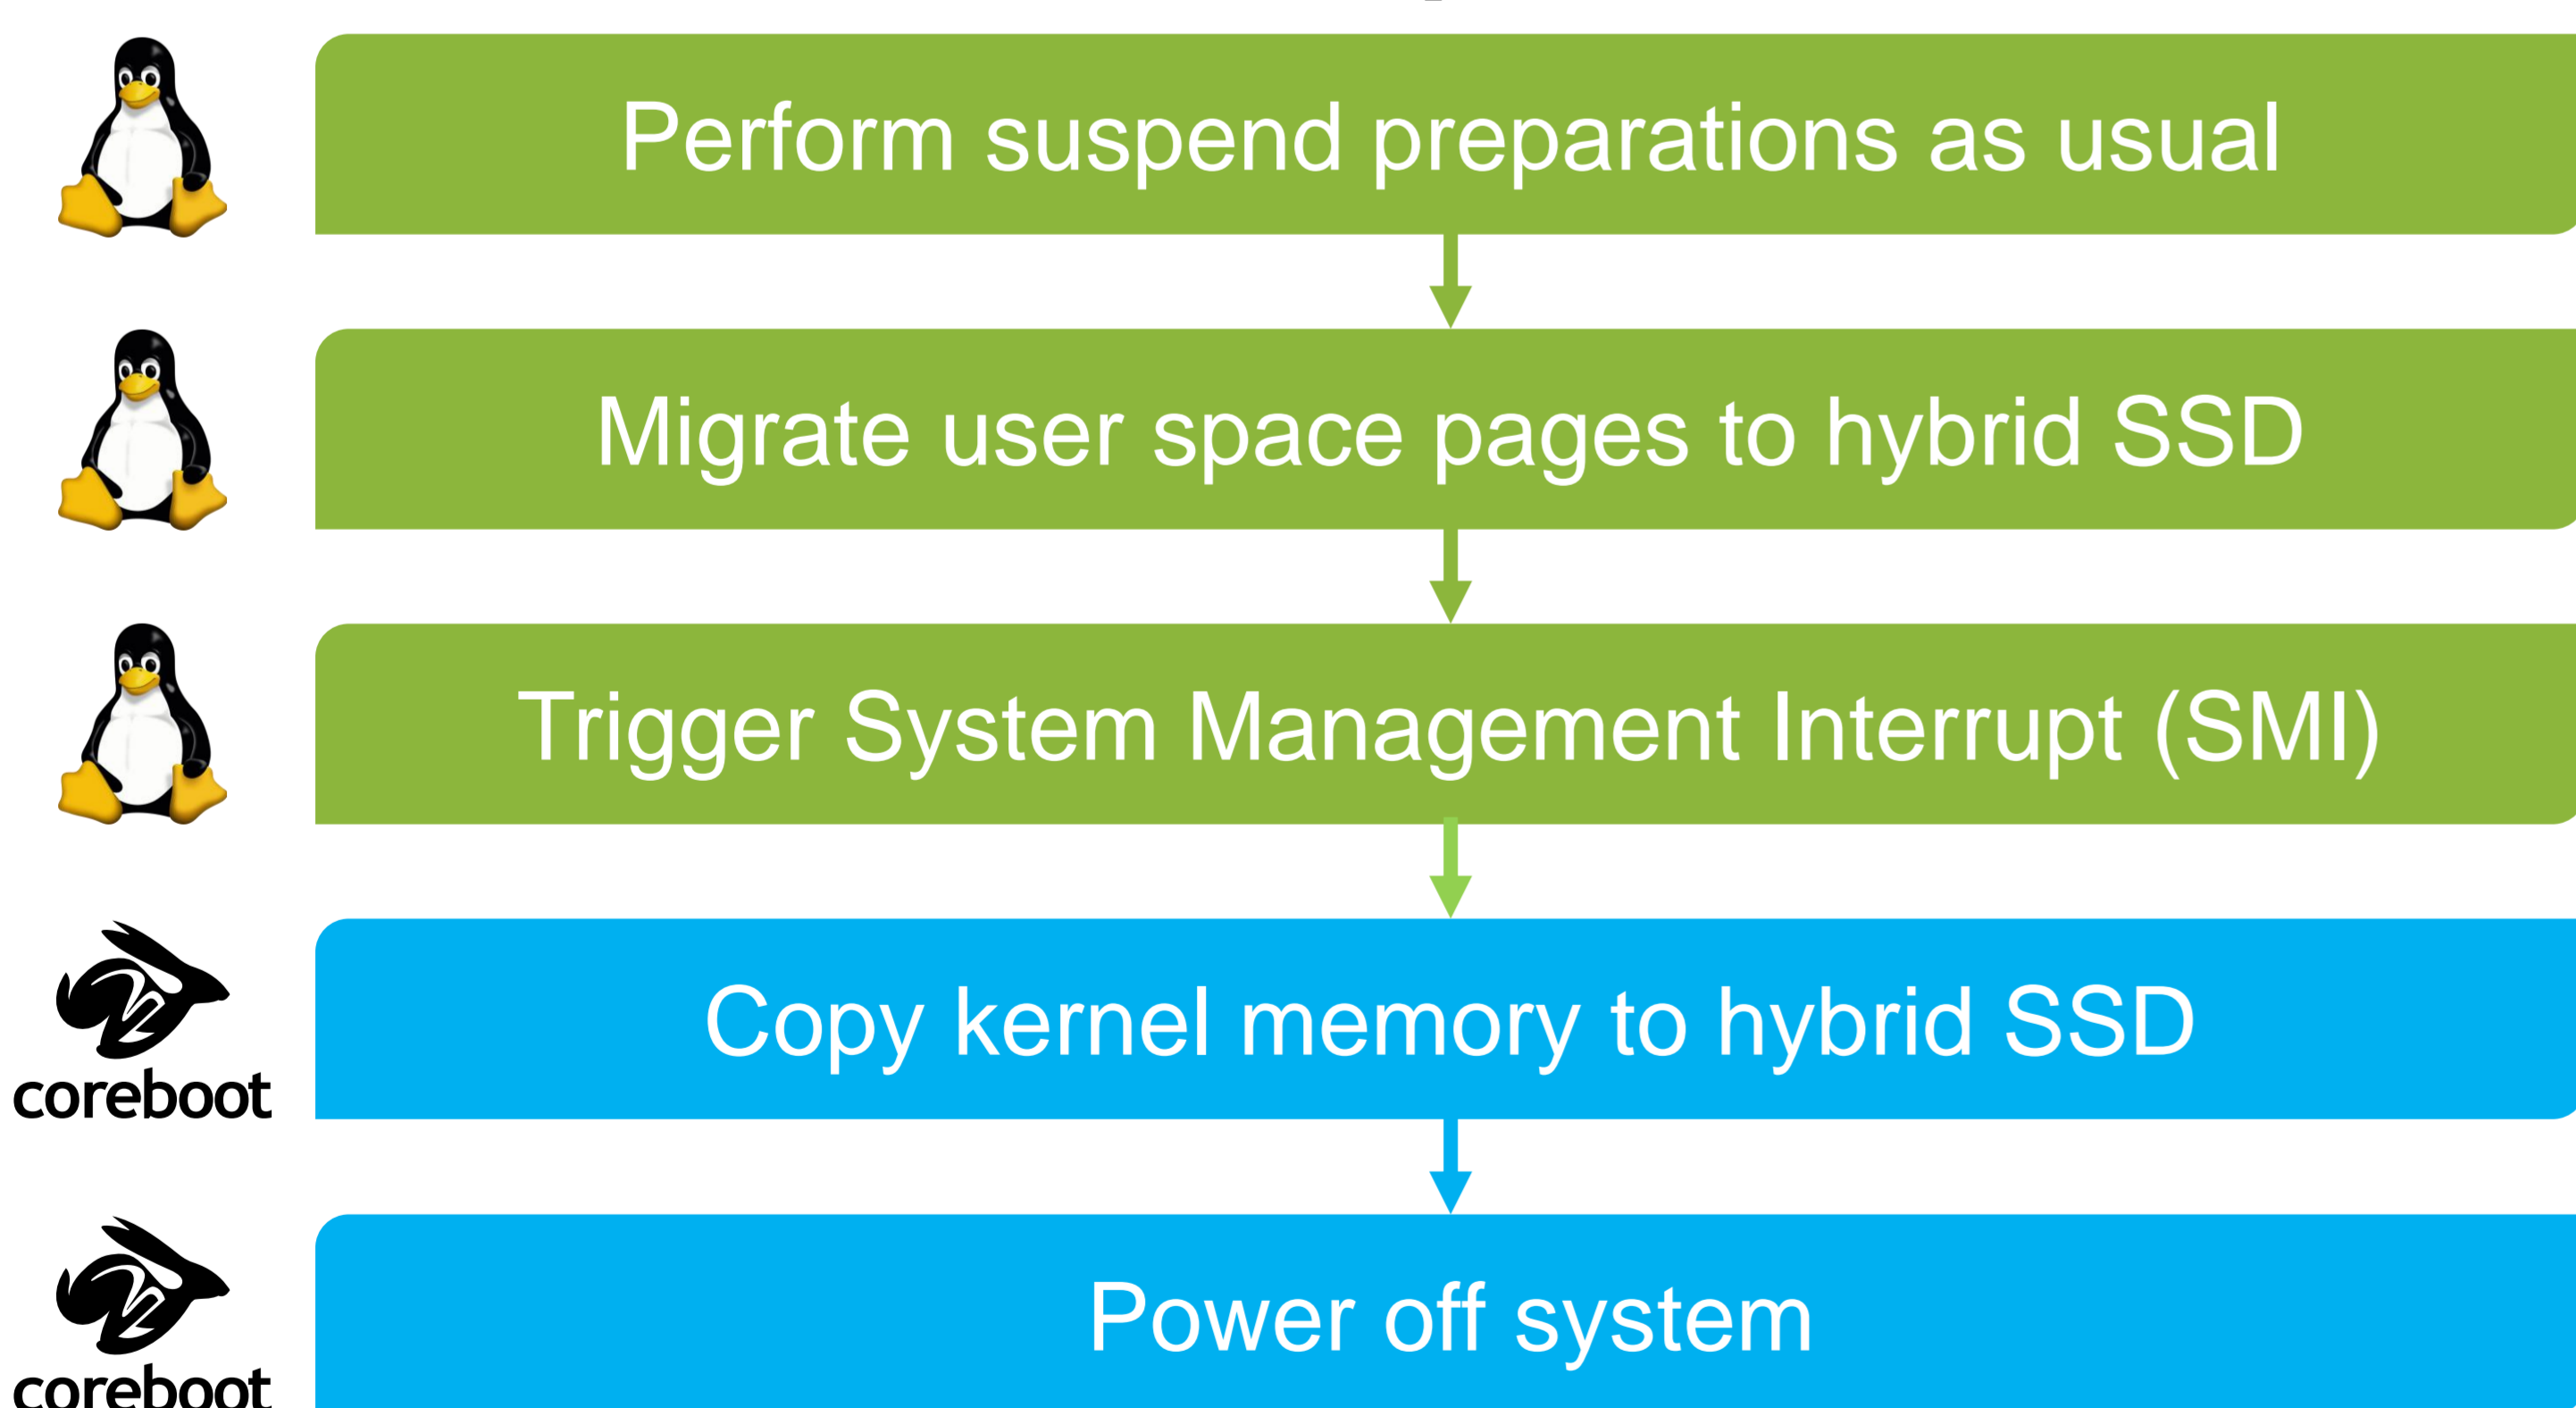 Perform suspend preparations as usual
Migrate user space pages to hybrid SSD
Trigger System Management Interrupt (SMI)
coreboot
Copy kernel memory to hybrid SSD
coreboot
Power off system